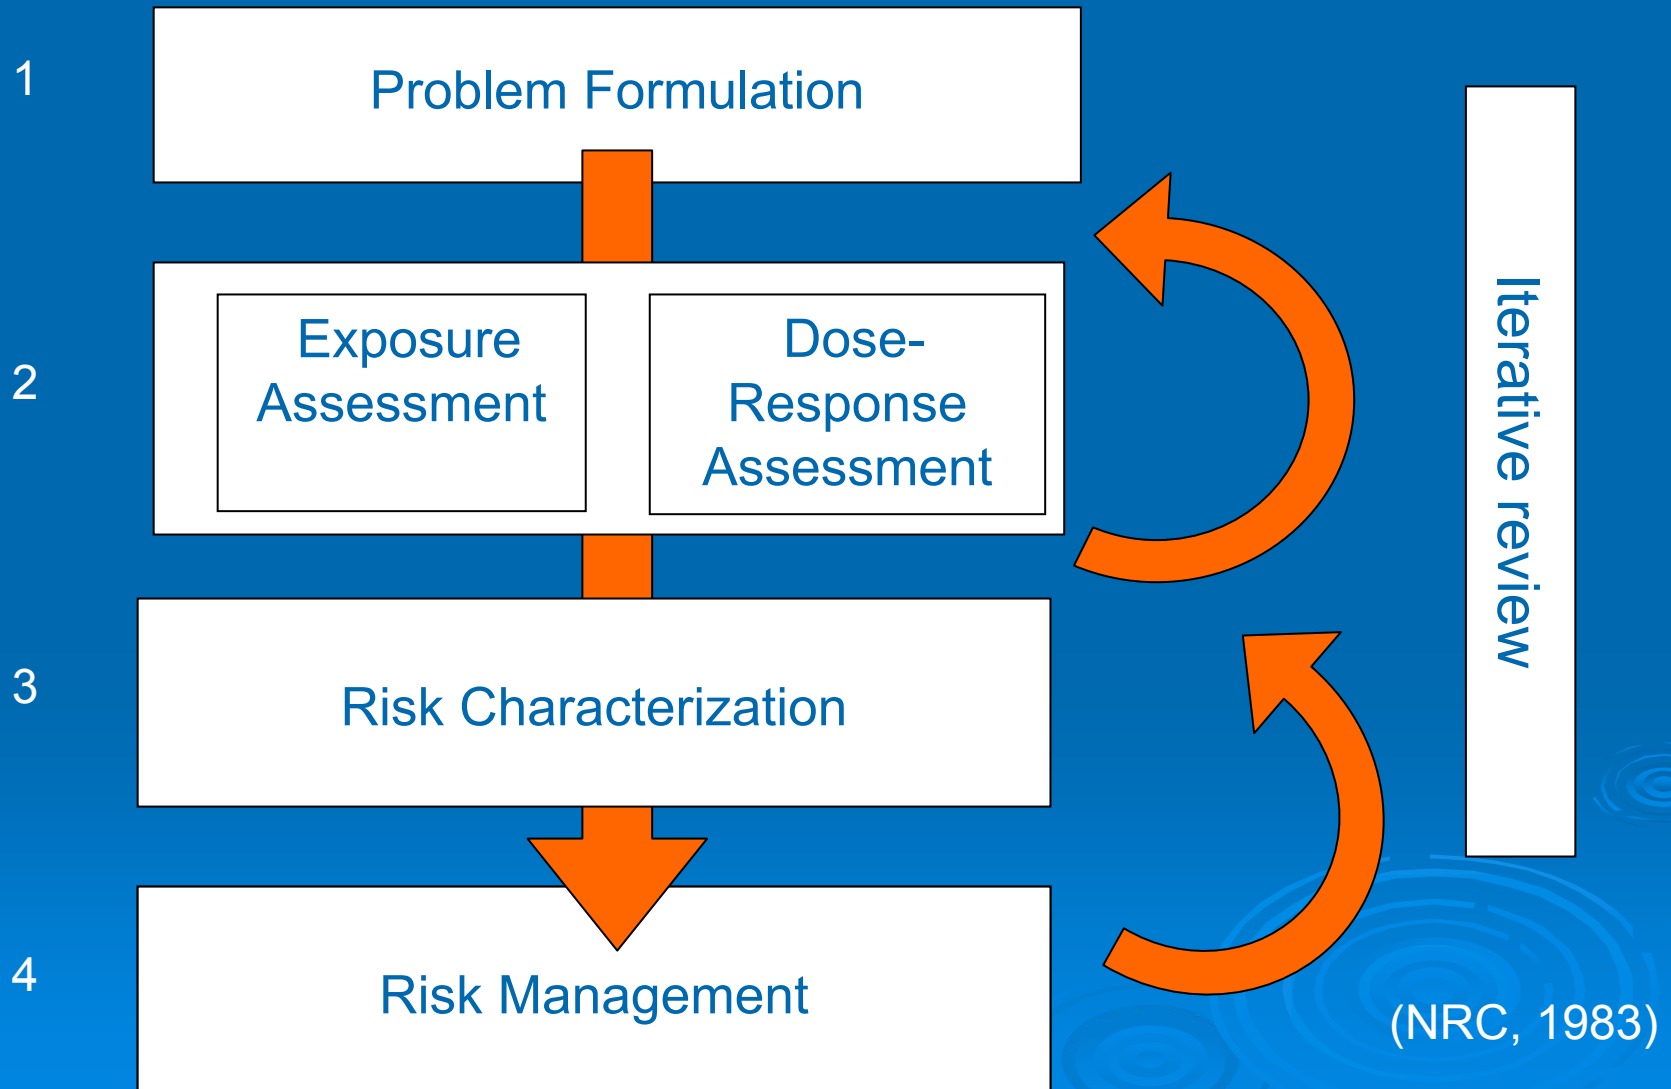 1
Problem Formulation
2
Exposure
Assessment
Dose-
Response
Assessment
3
Risk Characterization
4
Risk Management
Iterative review
(NRC, 1983)